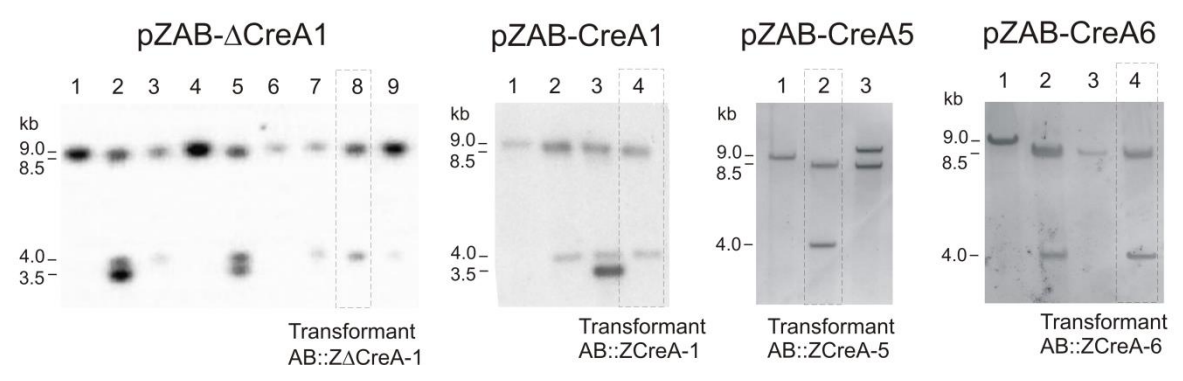 pZAB-ΔCreA1
1 2 3 4 5 6 7 8 9
kb
9.0
8.5
4.0
3.5
Transformant
AB::ZΔCreA-1
pZAB-CreA1
1 2 3 4
kb
9.0
8.5
4.0
3.5
Transformant
AB::ZCreA-1
pZAB-CreA5
1 2 3
kb
9.0
8.5
4.0
Transformant
AB::ZCreA-5
pZAB-CreA6
1 2 3 4
kb
9.0
8.5
4.0
Transformant
AB::ZCreA-6